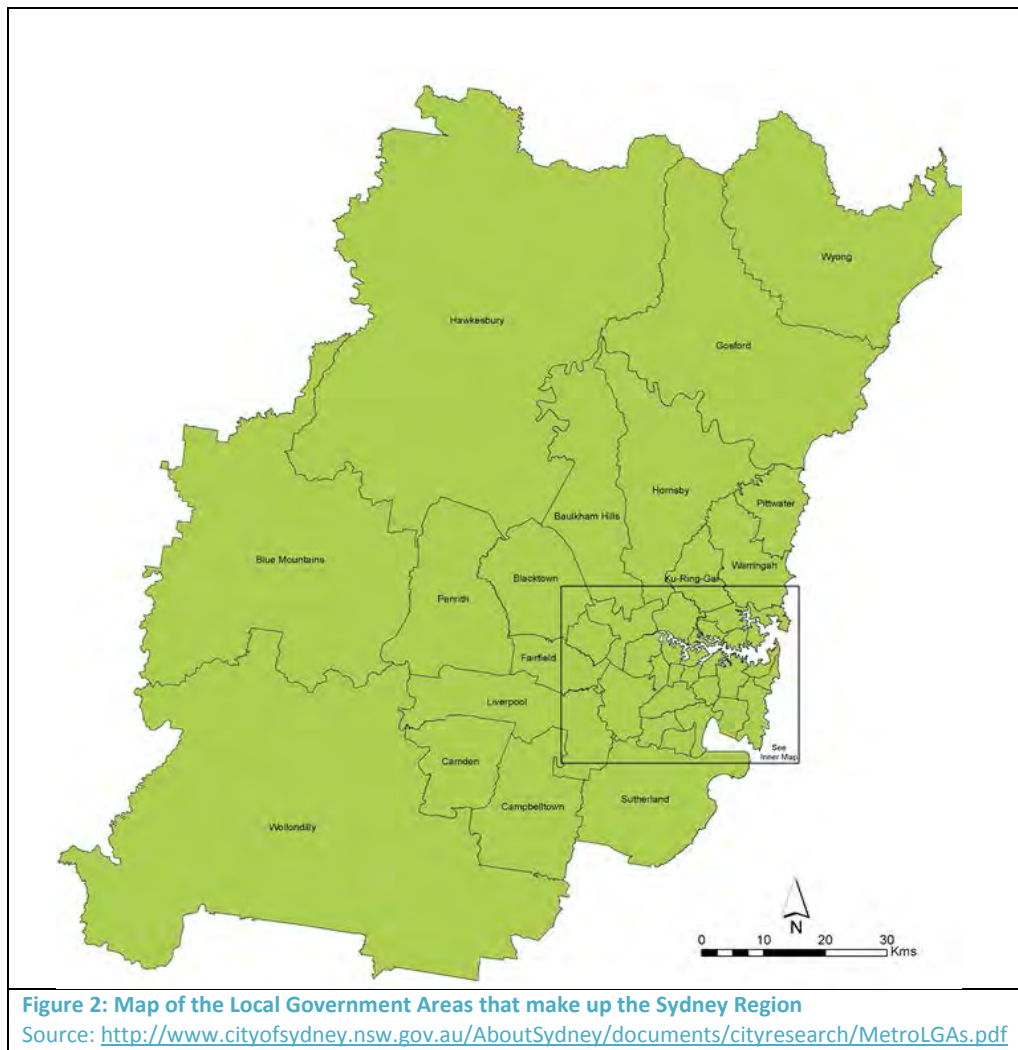 Wyong
Hawkesbury
Gosford
Pittwater
Hornsby
Baulkham Hills
Warringah
Blue Mountains
Ku-Ring-Gai
Blacktown
Penrith
Fairfield
Liverpool
See
Inner Map
Camden
Sutherland
Campbelltown
Wollondilly
N
0 10 20 30
Kms
Figure 2: Map of the Local Government Areas that make up the Sydney Region
Source: http://www.cityofsydney.nsw.gov.au/AboutSydney/documents/cityresearch/MetroLGAs.pdf